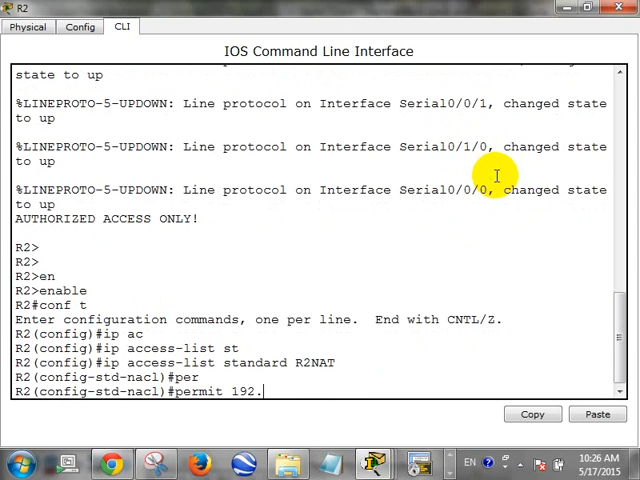 R2
Physical Config CLI
IOS Command Line Interface
state to up
%LINEPROTO-5-UPDOWN: Line protocol on Interface Serial0/0/1, changed state
to up
%LINEPROTO-5-UPDOWN: Line protocol on Interface Serial0/1/0, changed state
to up
%LINEPROTO-5-UPDOWN: Line protocol on Interface Serial0/0/0, changed state
to up
AUTHORIZED ACCESS ONLY!
R2>
R2>
R2>en
R2>enable
R2#conf t
Enter configuration commands, one per line.  End with CNTL/Z.
R2(config)#ip ac
R2(config)#ip access-list st
R2(config)#ip access-list standard R2NAT
R2(config-std-nacl)#per
R2(config-std-nacl)#permit 192.
Copy Paste
EN
10:26 AM
5/17/2015